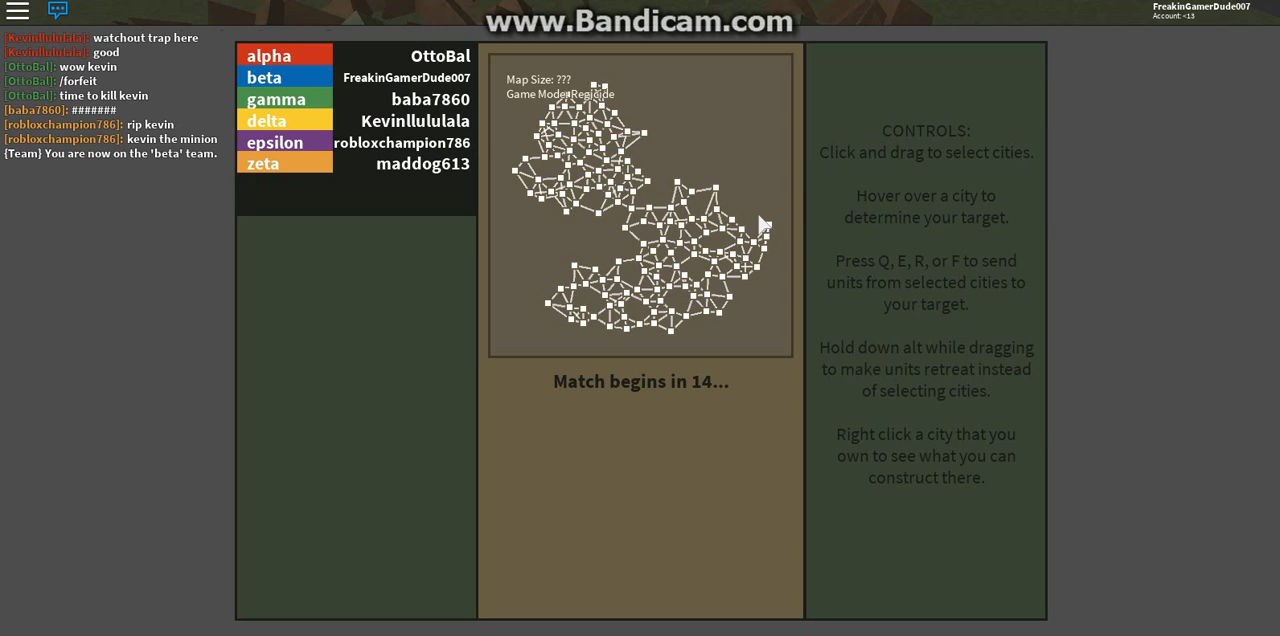 www.Bandicam.com
FreakinGamerDude007
Account: <13
[Kevinllululala]: watchout trap here
[Kevinllululala]: good
[OttoBal]: wow kevin
[OttoBal]: /forfeit
[OttoBal]: time to kill kevin
[baba7860]: #######
[robloxchampion786]: rip kevin
[robloxchampion786]: kevin the minion
{Team} You are now on the 'beta' team.
alpha OttoBal
beta FreakinGamerDude007
gamma baba7860
delta Kevinllululala
epsilon robloxchampion786
zeta maddog613
Map Size: ???
Game Mode: Regicide
Match begins in 14...
CONTROLS:
Click and drag to select cities.
Hover over a city to
determine your target.
Press Q, E, R, or F to send
units from selected cities to
your target.
Hold down alt while dragging
to make units retreat instead
of selecting cities.
Right click a city that you
own to see what you can
construct there.